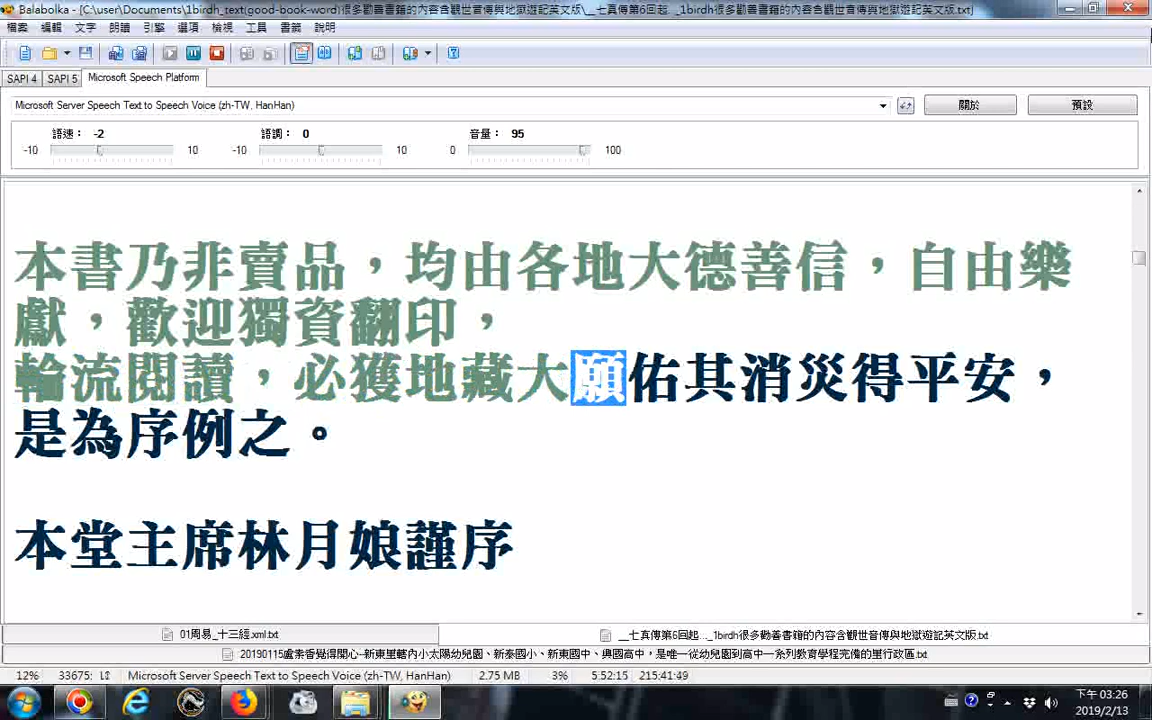 Balabolka - [C:\user\Documents\1birdh_text(good-book-word)很多勸善書籍的內容含觀世音傳與地獄遊記英文版\__七真傳第6回起..._1birdh很多勸善書籍的內容含觀世音傳與地獄遊記英文版.txt]
檔案 編輯 文字 朗讀 引擎 選項 檢視 工具 書籤 說明
SAPI 4 SAPI 5 Microsoft Speech Platform
Microsoft Server Speech Text to Speech Voice (zh-TW, HanHan) 關於 預設
語速： -2 語調： 0 音量： 95
-10 10 -10 10 0 100
本書乃非賣品，均由各地大德善信，自由樂
獻，歡迎獨資翻印，
輪流閱讀，必獲地藏大願佑其消災得平安，
是為序例之。
本堂主席林月娘謹序
01周易_十三經.xml.txt __七真傳第6回起..._1birdh很多勸善書籍的內容含觀世音傳與地獄遊記英文版.txt
20190115盧素香覺得開心-新東里轄內小太陽幼兒園、新泰國小、新東國中、興國高中，是唯一從幼兒園到高中一系列教育學程完備的里行政區.txt
12% 33675: Microsoft Server Speech Text to Speech Voice (zh-TW, HanHan) 2.75 MB 3% 5:52:15 215:41:49
下午 03:26
2019/2/13